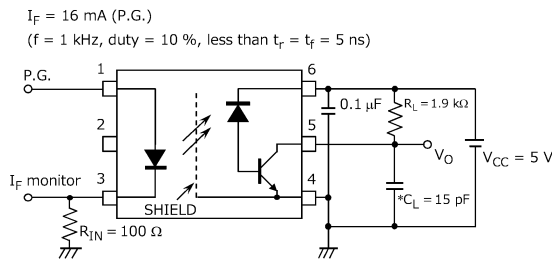 I_F = 16 mA (P.G.)
(f = 1 kHz, duty = 10 %, less than t_r = t_f = 5 ns)
P.G.
1
6
0.1 μF
R_L = 1.9 kΩ
2
5
V_O
V_CC = 5 V
I_F monitor
3
4
SHIELD
*C_L = 15 pF
R_IN = 100 Ω